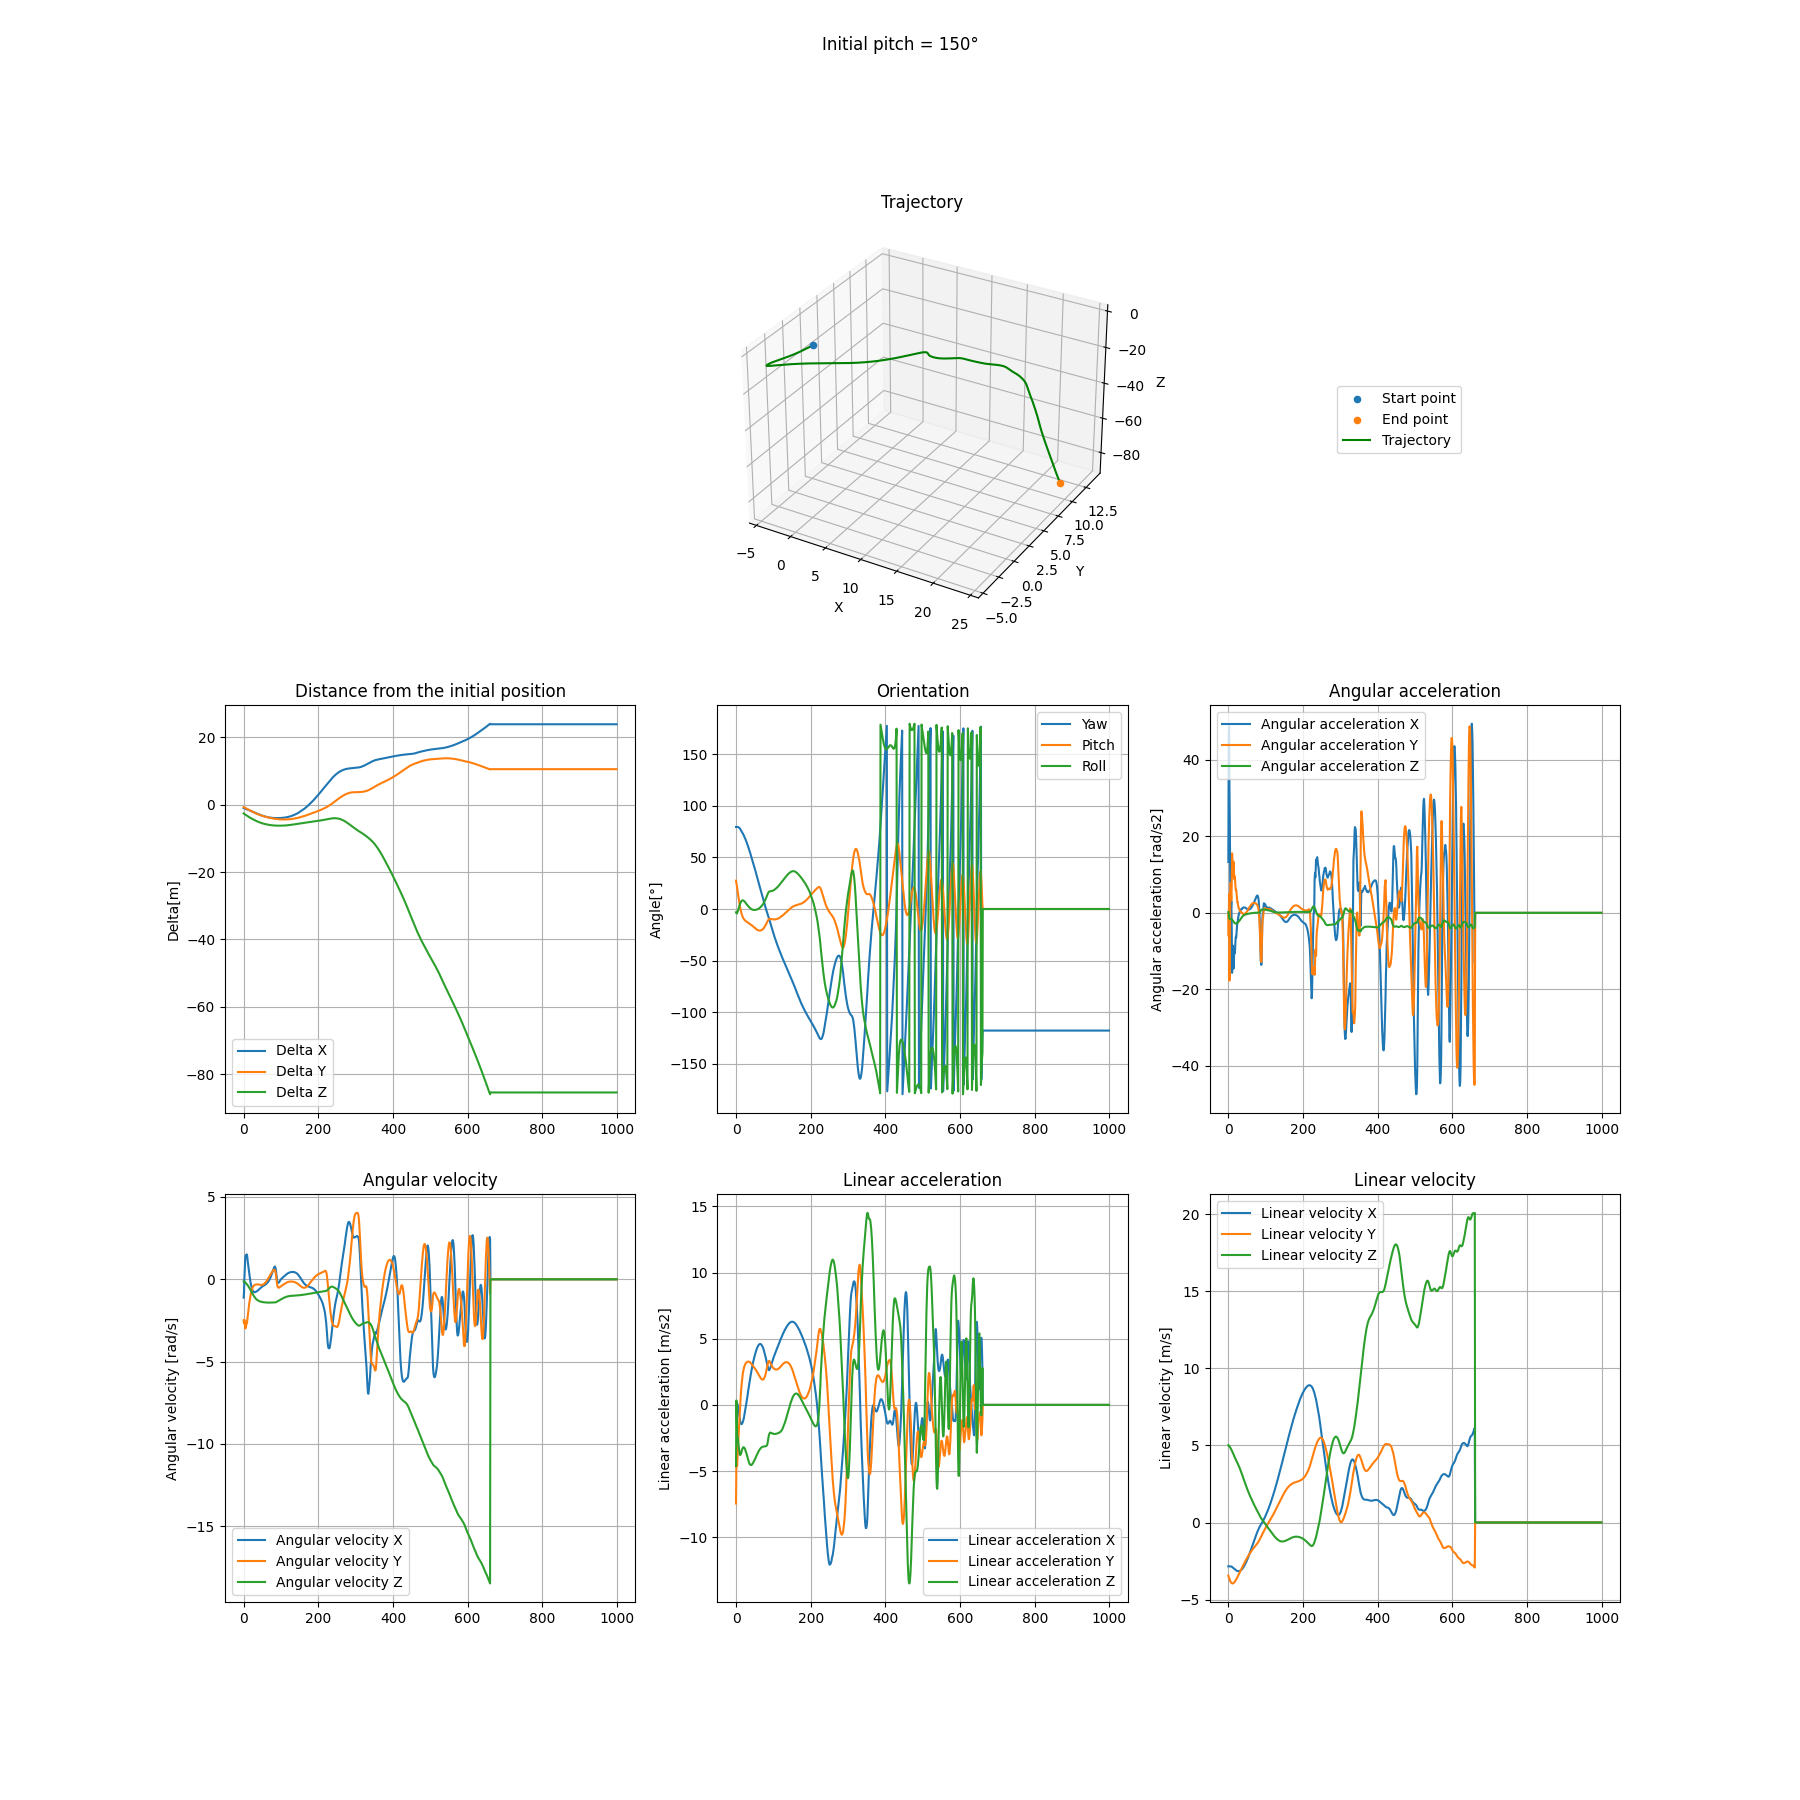 Initial pitch = 150°
Trajectory
0
−20
−40
−60
−80
Z
12.5
10.0
7.5
5.0
2.5
0.0
−2.5
−5.0
Y
−5
0
5
10
15
20
25
X
Start point
End point
Trajectory
Distance from the initial position
Delta[m]
20
0
−20
−40
−60
−80
Delta X
Delta Y
Delta Z
0 200 400 600 800 1000
Orientation
Angle[°]
150
100
50
0
−50
−100
−150
Yaw
Pitch
Roll
0 200 400 600 800 1000
Angular acceleration
Angular acceleration [rad/s2]
40
20
0
−20
−40
Angular acceleration X
Angular acceleration Y
Angular acceleration Z
0 200 400 600 800 1000
Angular velocity
Angular velocity [rad/s]
5
0
−5
−10
−15
Angular velocity X
Angular velocity Y
Angular velocity Z
0 200 400 600 800 1000
Linear acceleration
Linear acceleration [m/s2]
15
10
5
0
−5
−10
Linear acceleration X
Linear acceleration Y
Linear acceleration Z
0 200 400 600 800 1000
Linear velocity
Linear velocity [m/s]
20
15
10
5
0
−5
Linear velocity X
Linear velocity Y
Linear velocity Z
0 200 400 600 800 1000